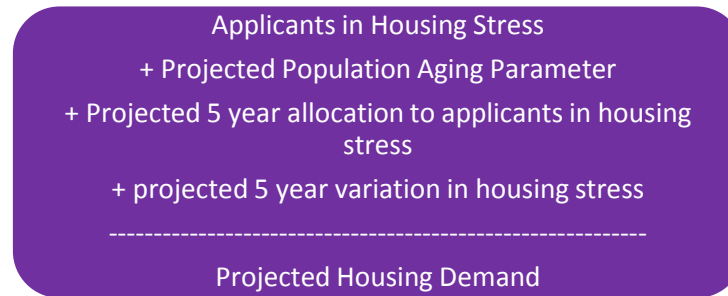 Applicants in Housing Stress
+ Projected Population Aging Parameter
+ Projected 5 year allocation to applicants in housing
stress
+ projected 5 year variation in housing stress
------------------------------------------------------------
Projected Housing Demand